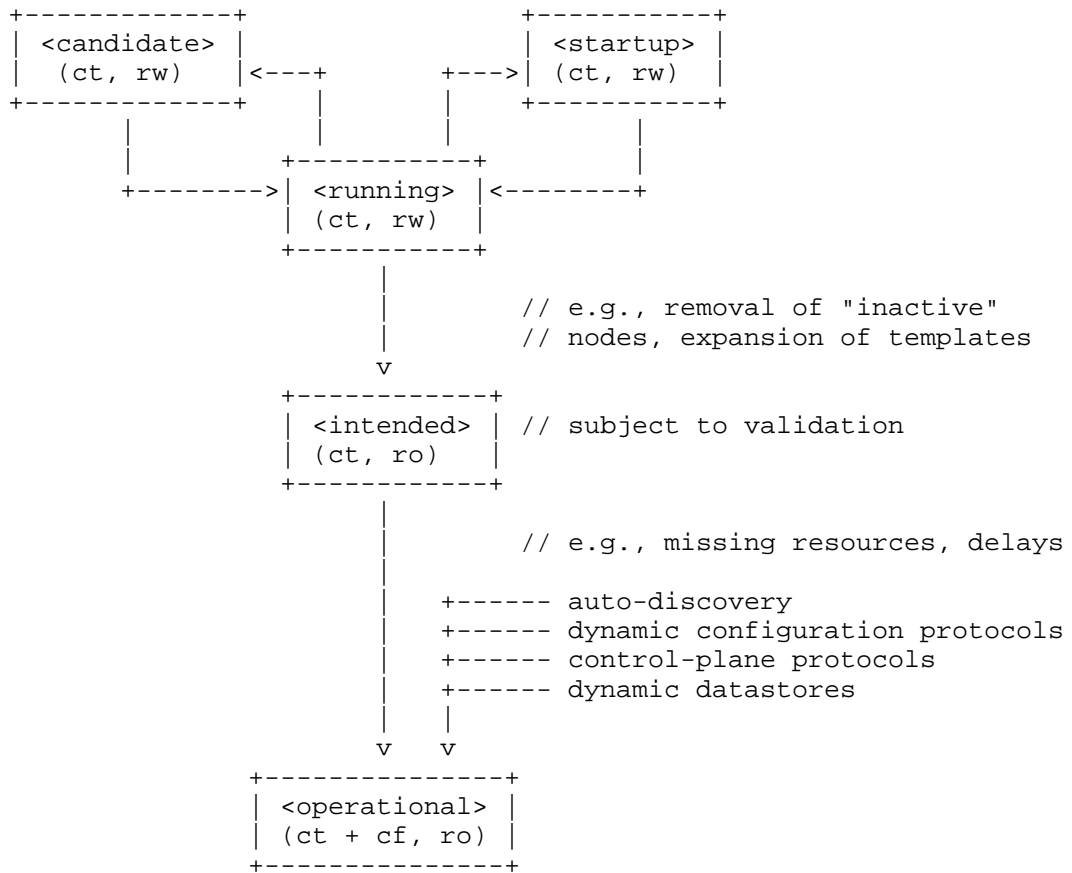 <candidate> <startup>
(ct, rw) (ct, rw)
<running>
(ct, rw)
// e.g., removal of "inactive"
// nodes, expansion of templates
<intended> // subject to validation
(ct, ro)
// e.g., missing resources, delays
auto-discovery
dynamic configuration protocols
control-plane protocols
dynamic datastores
<operational>
(ct + cf, ro)